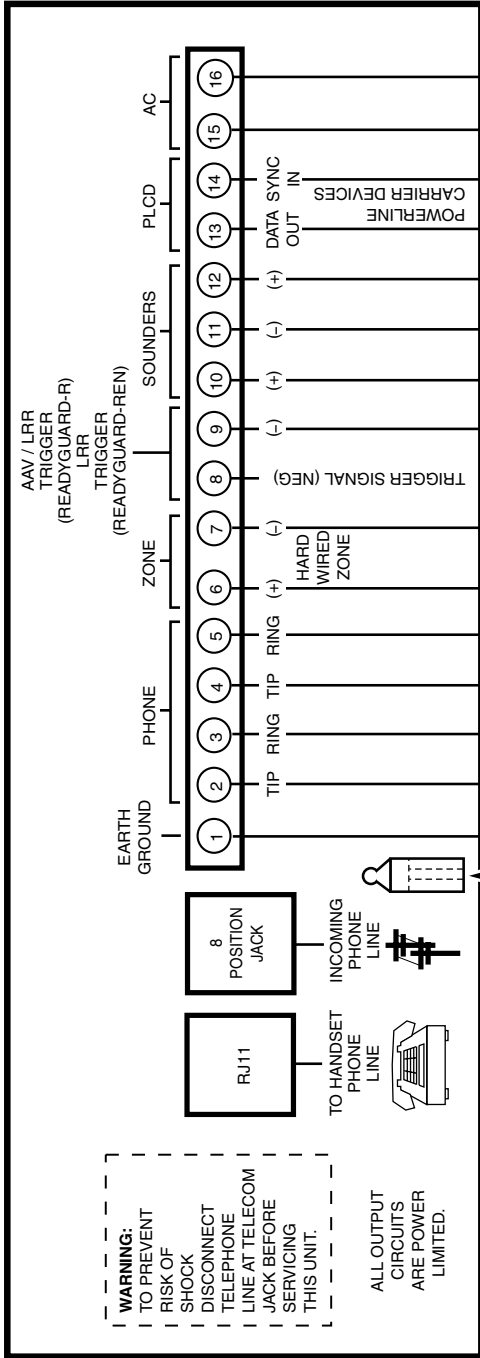 WARNING:
TO PREVENT
RISK OF
SHOCK
DISCONNECT
TELEPHONE
LINE AT TELECOM
JACK BEFORE
SERVICING
THIS UNIT.
ALL OUTPUT
CIRCUITS
ARE POWER
LIMITED.
RJ11
TO HANDSET
PHONE
LINE
8
POSITION
JACK
INCOMING
PHONE
LINE
EARTH
GROUND
PHONE
ZONE
AAV / LRR
TRIGGER
(READYGUARD-R)
LRR
TRIGGER
(READYGUARD-REN)
SOUNDERS
PLCD
AC
1 2 3 4 5 6 7 8 9 10 11 12 13 14 15 16
TIP RING TIP RING (+) (–)
HARD
WIRED
ZONE
TRIGGER SIGNAL (NEG)
(–) (+) (–) (+)
DATA
OUT
SYNC
IN
POWERLINE
CARRIER DEVICES